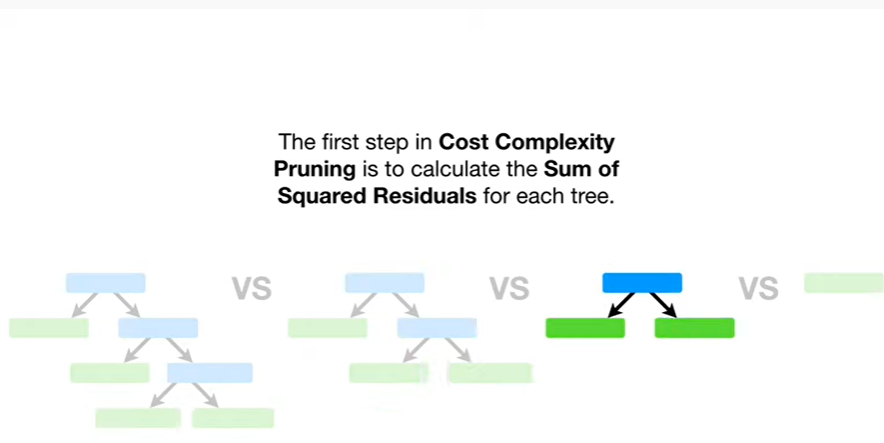 The first step in Cost Complexity
Pruning is to calculate the Sum of
Squared Residuals for each tree.
VS VS VS